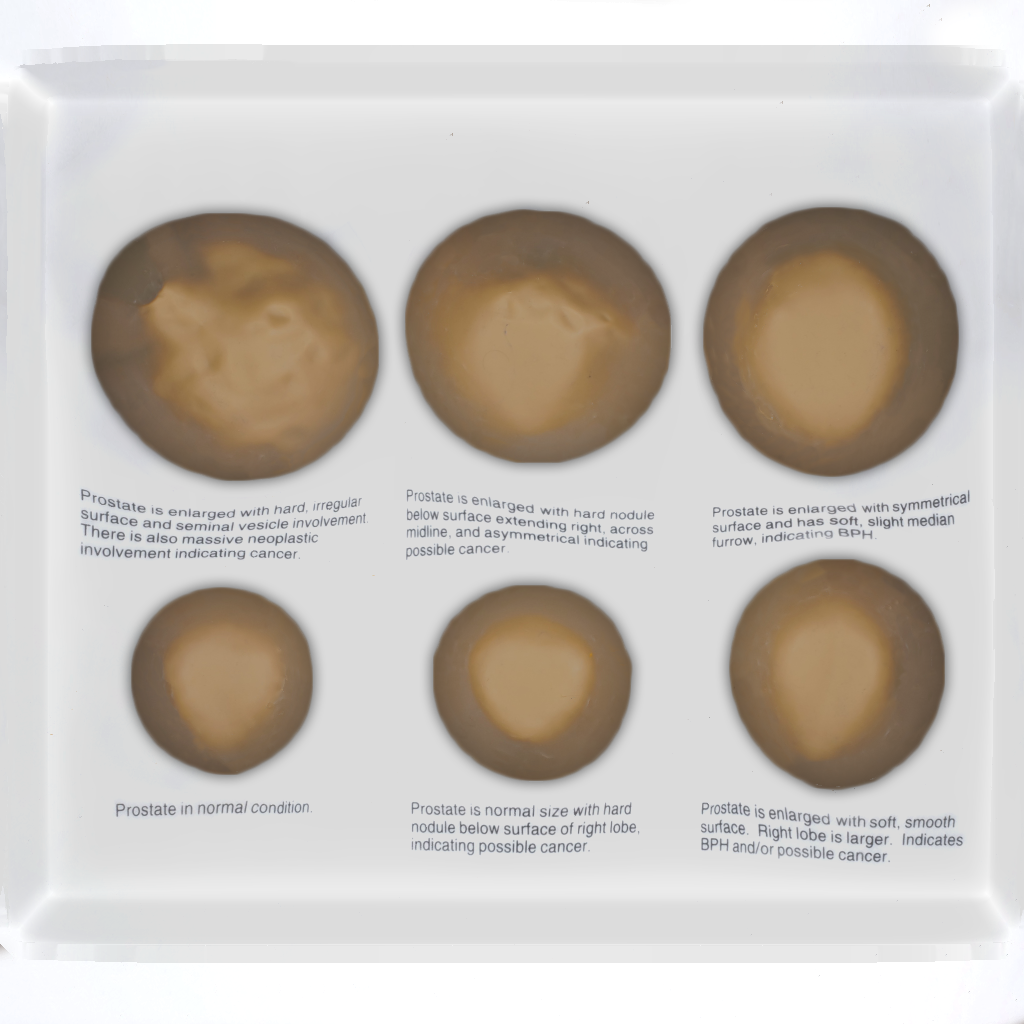 Prostate is enlarged with hard, irregular
surface and seminal vesicle involvement.
There is also massive neoplastic
involvement indicating cancer.
Prostate is enlarged with hard nodule
below surface extending right, across
midline, and asymmetrical indicating
possible cancer.
Prostate is enlarged with symmetrical
surface and has soft, slight median
furrow, indicating BPH.
Prostate in normal condition.
Prostate is normal size with hard
nodule below surface of right lobe,
indicating possible cancer.
Prostate is enlarged with soft, smooth
surface. Right lobe is larger. Indicates
BPH and/or possible cancer.